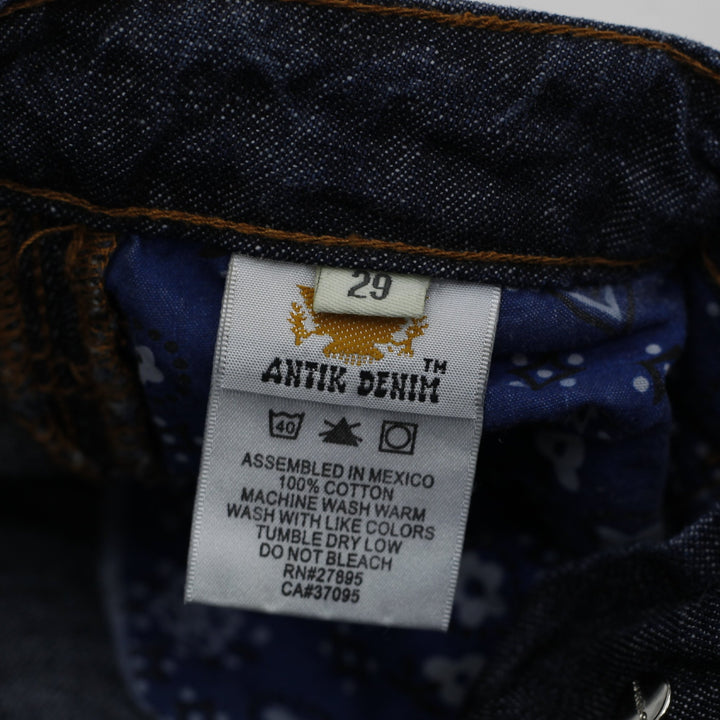 29
ANTIK DENIM™
40
ASSEMBLED IN MEXICO
100% COTTON
MACHINE WASH WARM
WASH WITH LIKE COLORS
TUMBLE DRY LOW
DO NOT BLEACH
RN#27895
CA#37095